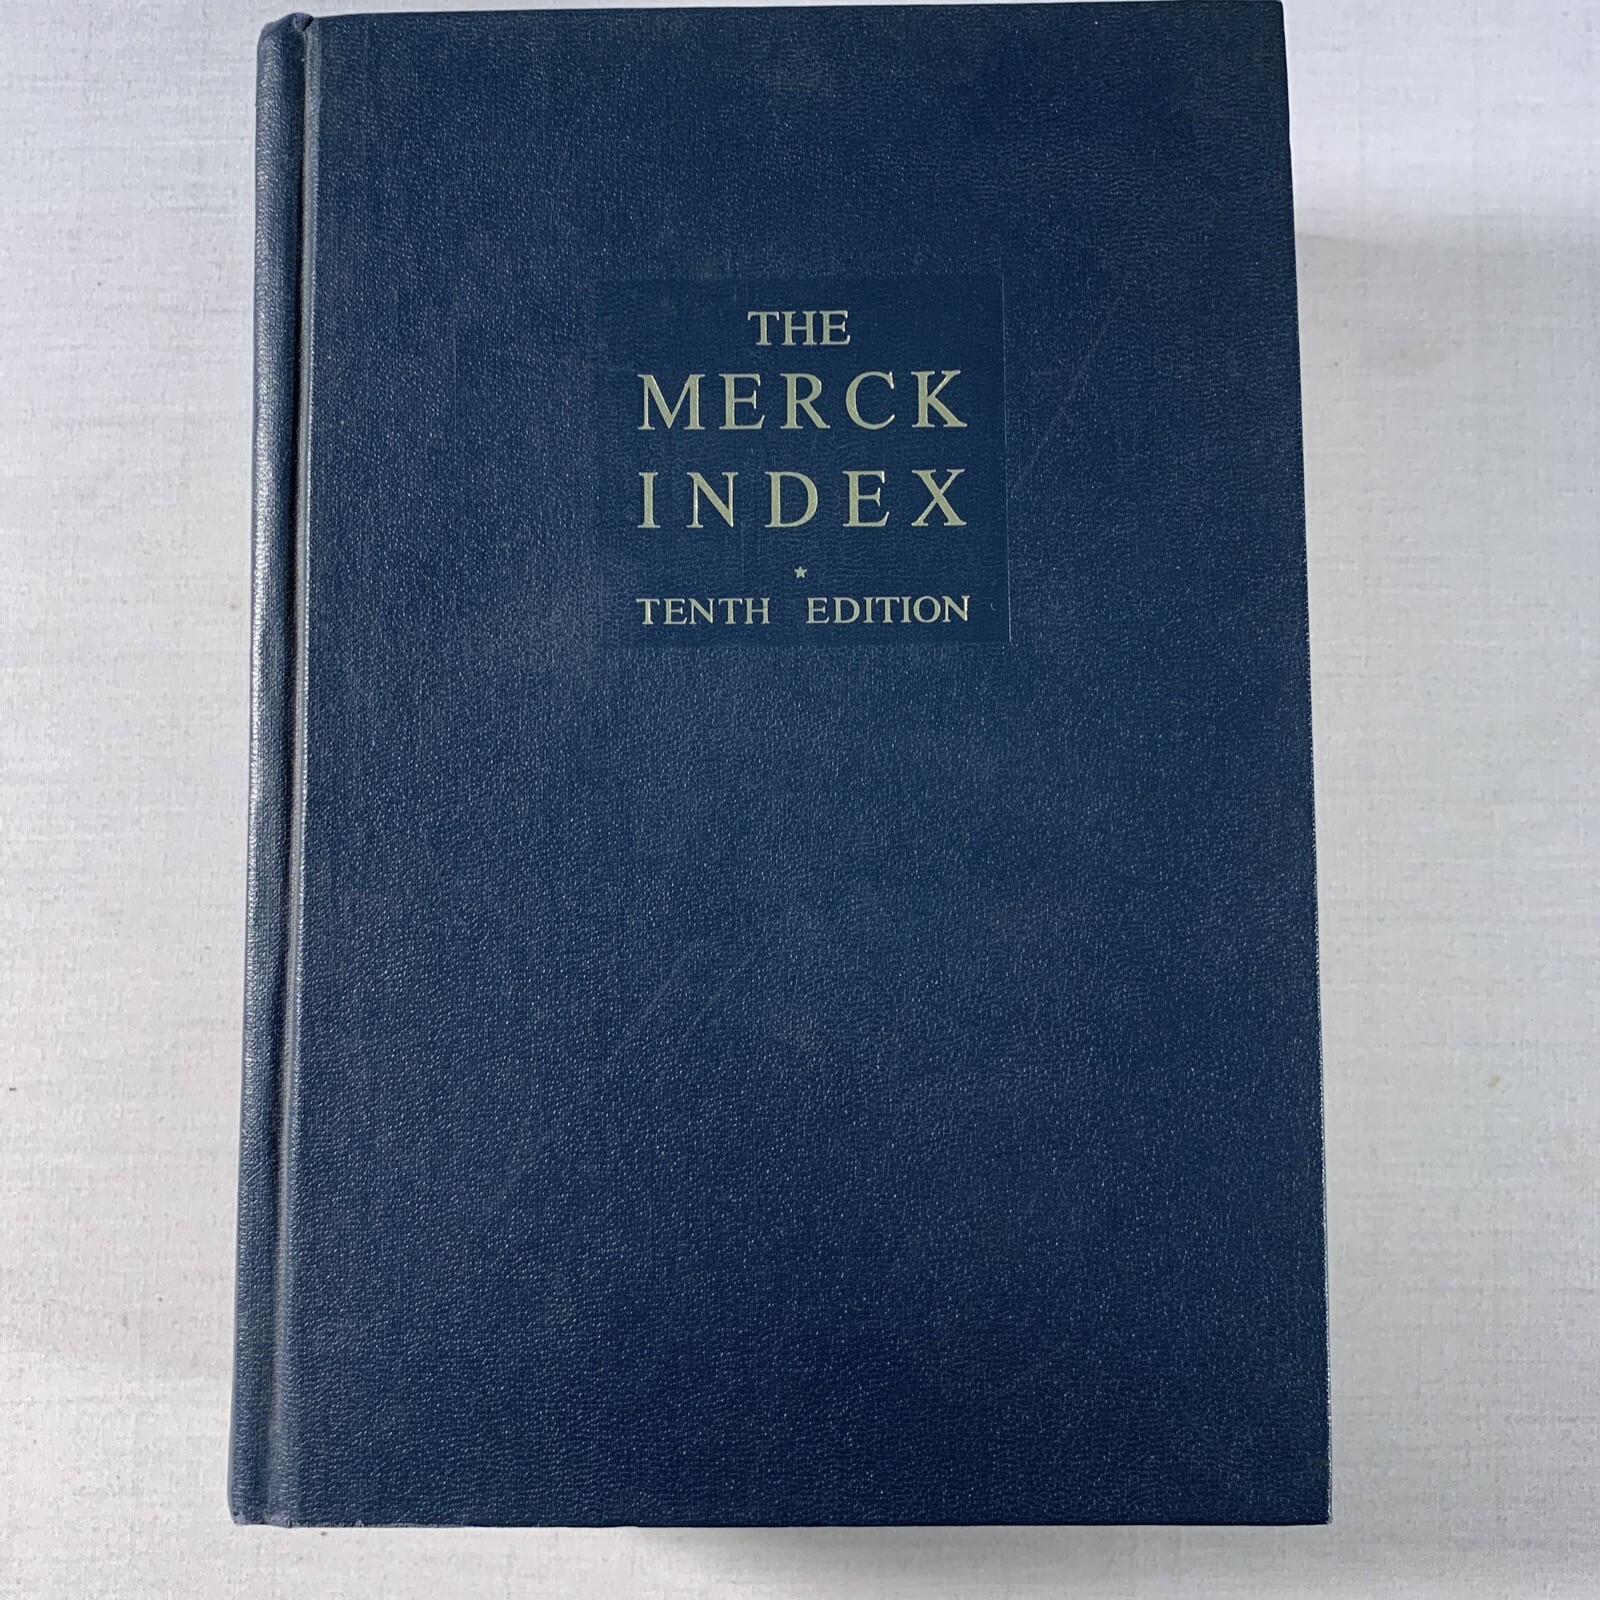 THE
MERCK
INDEX
TENTH EDITION